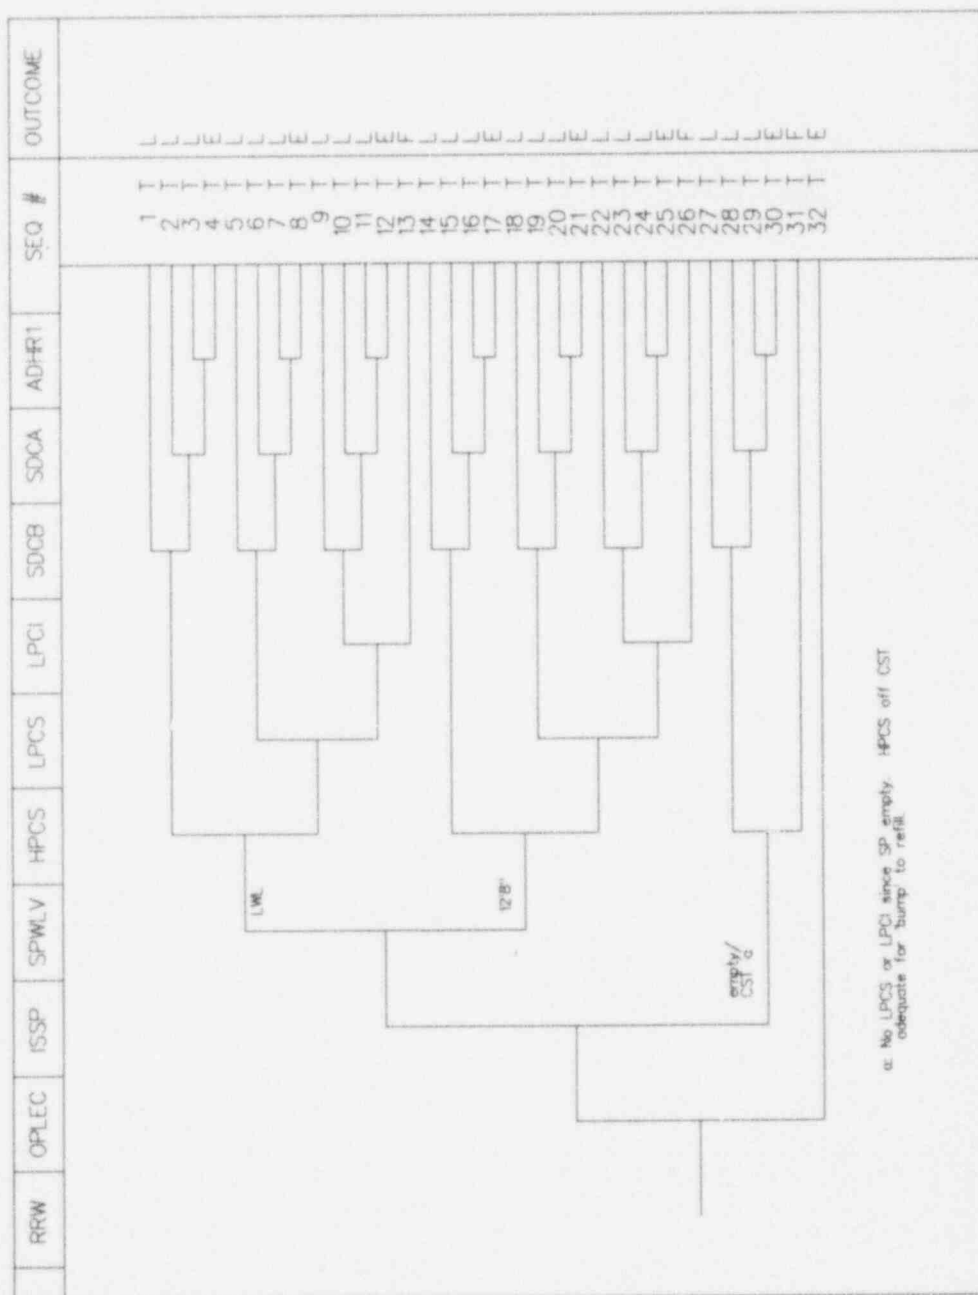 RRW OPLEC ISSP SPWLV HPCS LPCS LPCI SDCB SDCA ADHR1 SEQ # OUTCOME
1 T L
2 T L
3 T L
4 T E
5 T L
6 T L
7 T L
8 T E
9 T L
10 T L
11 T L
12 T E
13 T F
14 T L
15 T L
16 T L
17 T E
18 T L
19 T L
20 T L
21 T E
22 T L
23 T L
24 T L
25 T E
26 T F
27 T L
28 T L
29 T L
30 T E
31 T F
32 T E
LWL
12'8"
empty/
CST a
a: No LPCS or LPCI since SP empty. HPCS off CST
adequate for 'bump' to refill.